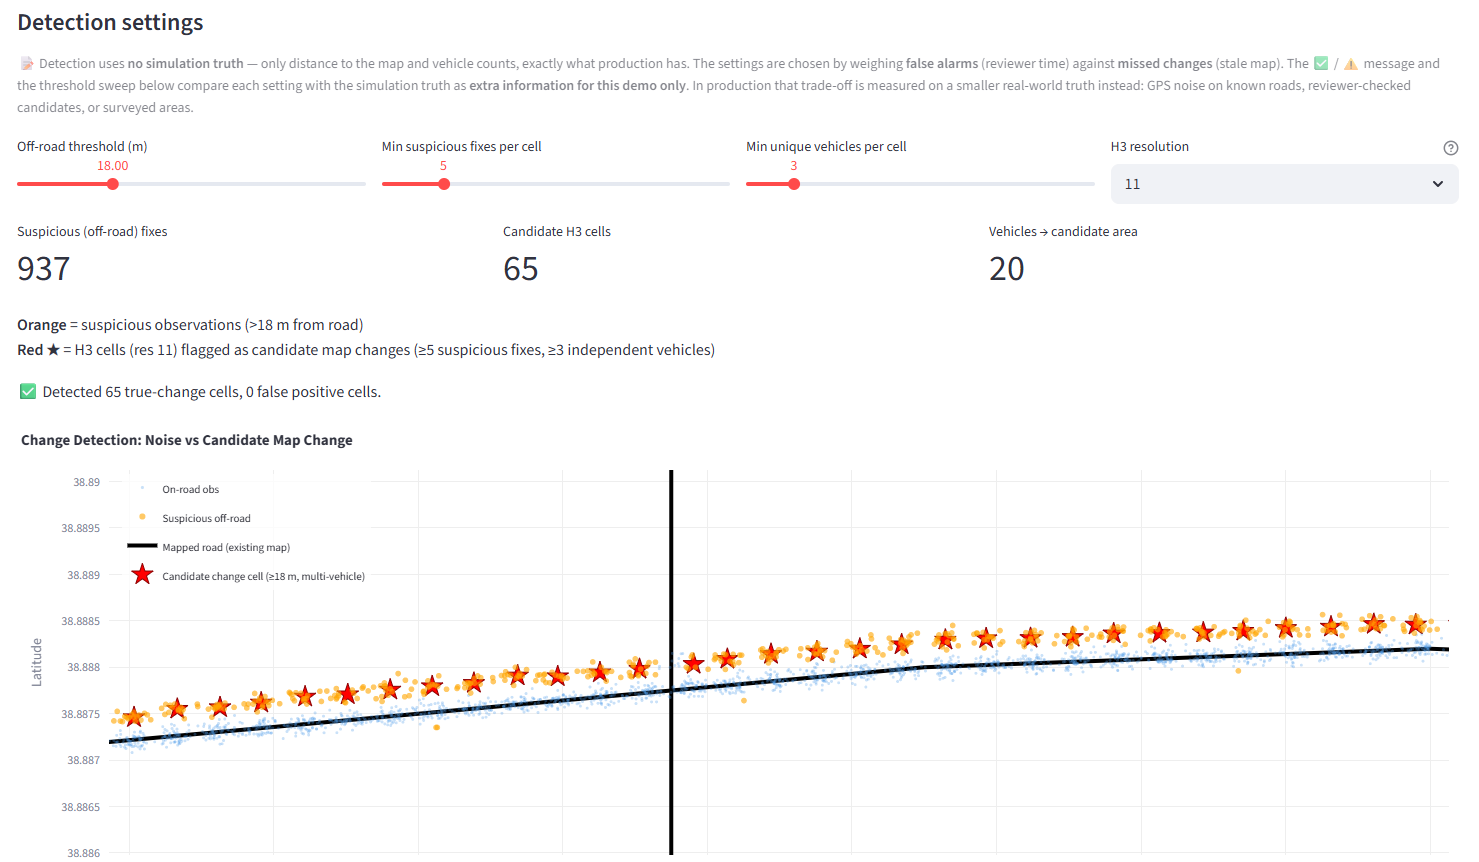 Detection settings
📝 Detection uses no simulation truth — only distance to the map and vehicle counts, exactly what production has. The settings are chosen by weighing false alarms (reviewer time) against missed changes (stale map). The ✅ / ⚠️ message and
the threshold sweep below compare each setting with the simulation truth as extra information for this demo only. In production that trade-off is measured on a smaller real-world truth instead: GPS noise on known roads, reviewer-checked
candidates, or surveyed areas.
Off-road threshold (m)
18.00
Min suspicious fixes per cell
5
Min unique vehicles per cell
3
H3 resolution
11
Suspicious (off-road) fixes
937
Candidate H3 cells
65
Vehicles → candidate area
20
Orange = suspicious observations (>18 m from road)
Red ★ = H3 cells (res 11) flagged as candidate map changes (≥5 suspicious fixes, ≥3 independent vehicles)
✅ Detected 65 true-change cells, 0 false positive cells.
Change Detection: Noise vs Candidate Map Change
On-road obs
Suspicious off-road
Mapped road (existing map)
Candidate change cell (≥18 m, multi-vehicle)
Latitude
38.89
38.8895
38.889
38.8885
38.888
38.8875
38.887
38.8865
38.886